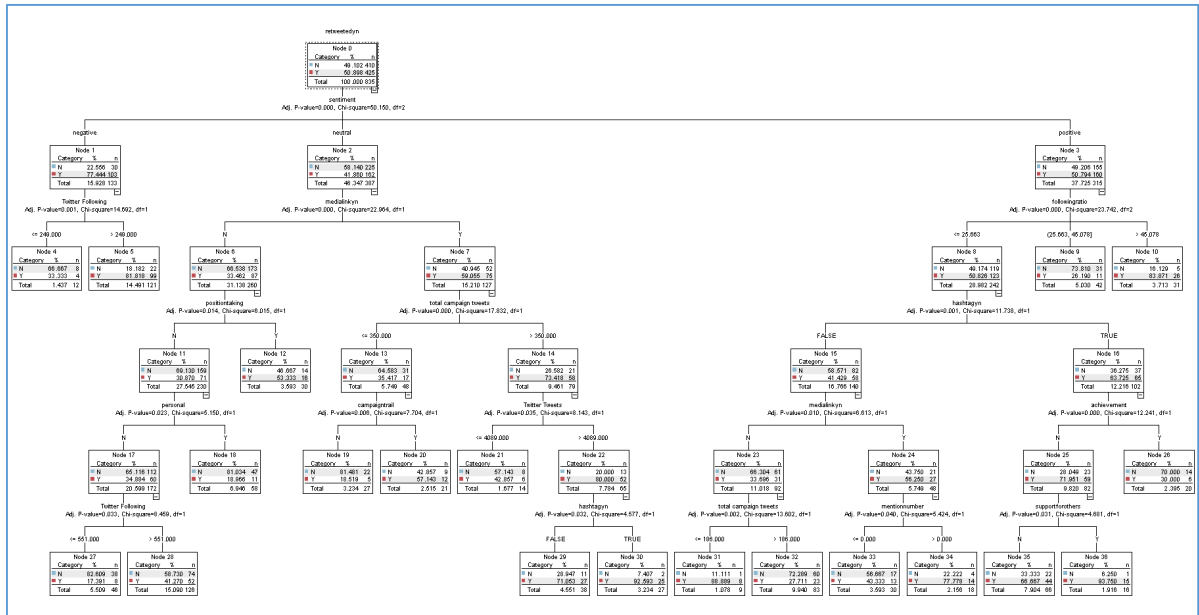 retweetedyn
Node 0
Category % n
N 49.102 410
Y 50.898 425
Total 100.000 835
sentiment
Adj. P-value=0.000, Chi-square=50.150, df=2
negative
neutral
positive
Node 1
Category % n
N 22.556 30
Y 77.444 103
Total 15.928 133
Node 2
Category % n
N 58.140 225
Y 41.860 162
Total 46.347 387
Node 3
Category % n
N 49.206 155
Y 50.794 160
Total 37.725 315
Twitter Following
Adj. P-value=0.001, Chi-square=14.692, df=1
medialinkyn
Adj. P-value=0.000, Chi-square=22.964, df=1
followingratio
Adj. P-value=0.000, Chi-square=23.742, df=2
<= 249.000
> 249.000
N
Y
<= 25.663
(25.663, 45.078]
> 45.078
Node 4
Category % n
N 66.667 8
Y 33.333 4
Total 1.437 12
Node 5
Category % n
N 18.182 22
Y 81.818 99
Total 14.491 121
Node 6
Category % n
N 66.538 173
Y 33.462 87
Total 31.138 260
Node 7
Category % n
N 40.945 52
Y 59.055 75
Total 15.210 127
Node 8
Category % n
N 49.174 119
Y 50.826 123
Total 28.982 242
Node 9
Category % n
N 73.810 31
Y 26.190 11
Total 5.030 42
Node 10
Category % n
N 16.129 5
Y 83.871 26
Total 3.713 31
positiontaking
Adj. P-value=0.014, Chi-square=6.015, df=1
total campaign tweets
Adj. P-value=0.000, Chi-square=17.832, df=1
hashtagyn
Adj. P-value=0.001, Chi-square=11.738, df=1
N
Y
<= 350.000
> 350.000
FALSE
TRUE
Node 11
Category % n
N 69.130 159
Y 30.870 71
Total 27.545 230
Node 12
Category % n
N 46.667 14
Y 53.333 16
Total 3.593 30
Node 13
Category % n
N 64.583 31
Y 35.417 17
Total 5.749 48
Node 14
Category % n
N 26.582 21
Y 73.418 58
Total 9.461 79
Node 15
Category % n
N 58.571 82
Y 41.429 58
Total 16.766 140
Node 16
Category % n
N 36.275 37
Y 63.725 65
Total 12.216 102
personal
Adj. P-value=0.023, Chi-square=5.150, df=1
campaigntrail
Adj. P-value=0.006, Chi-square=7.704, df=1
Twitter Tweets
Adj. P-value=0.035, Chi-square=8.143, df=1
medialinkyn
Adj. P-value=0.010, Chi-square=6.613, df=1
achievement
Adj. P-value=0.000, Chi-square=12.241, df=1
N
Y
N
Y
<= 4089.000
> 4089.000
N
Y
N
Y
Node 17
Category % n
N 65.116 112
Y 34.884 60
Total 20.599 172
Node 18
Category % n
N 81.034 47
Y 18.966 11
Total 6.946 58
Node 19
Category % n
N 81.481 22
Y 18.519 5
Total 3.234 27
Node 20
Category % n
N 42.857 9
Y 57.143 12
Total 2.515 21
Node 21
Category % n
N 57.143 8
Y 42.857 6
Total 1.677 14
Node 22
Category % n
N 20.000 13
Y 80.000 52
Total 7.784 65
Node 23
Category % n
N 66.304 61
Y 33.696 31
Total 11.018 92
Node 24
Category % n
N 43.750 21
Y 56.250 27
Total 5.749 48
Node 25
Category % n
N 28.049 23
Y 71.951 59
Total 9.820 82
Node 26
Category % n
N 70.000 14
Y 30.000 6
Total 2.395 20
Twitter Following
Adj. P-value=0.033, Chi-square=8.469, df=1
hashtagyn
Adj. P-value=0.032, Chi-square=4.577, df=1
total campaign tweets
Adj. P-value=0.002, Chi-square=13.602, df=1
mentionnumber
Adj. P-value=0.040, Chi-square=5.424, df=1
supportforothers
Adj. P-value=0.031, Chi-square=4.681, df=1
<= 551.000
> 551.000
FALSE
TRUE
<= 186.000
> 186.000
<= 0.000
> 0.000
N
Y
Node 27
Category % n
N 82.609 38
Y 17.391 8
Total 5.509 46
Node 28
Category % n
N 58.730 74
Y 41.270 52
Total 15.090 126
Node 29
Category % n
N 28.947 11
Y 71.053 27
Total 4.551 38
Node 30
Category % n
N 7.407 2
Y 92.593 25
Total 3.234 27
Node 31
Category % n
N 11.111 1
Y 88.889 8
Total 1.078 9
Node 32
Category % n
N 72.289 60
Y 27.711 23
Total 9.940 83
Node 33
Category % n
N 56.667 17
Y 43.333 13
Total 3.593 30
Node 34
Category % n
N 22.222 4
Y 77.778 14
Total 2.156 18
Node 35
Category % n
N 33.333 22
Y 66.667 44
Total 7.904 66
Node 36
Category % n
N 6.250 1
Y 93.750 15
Total 1.916 16